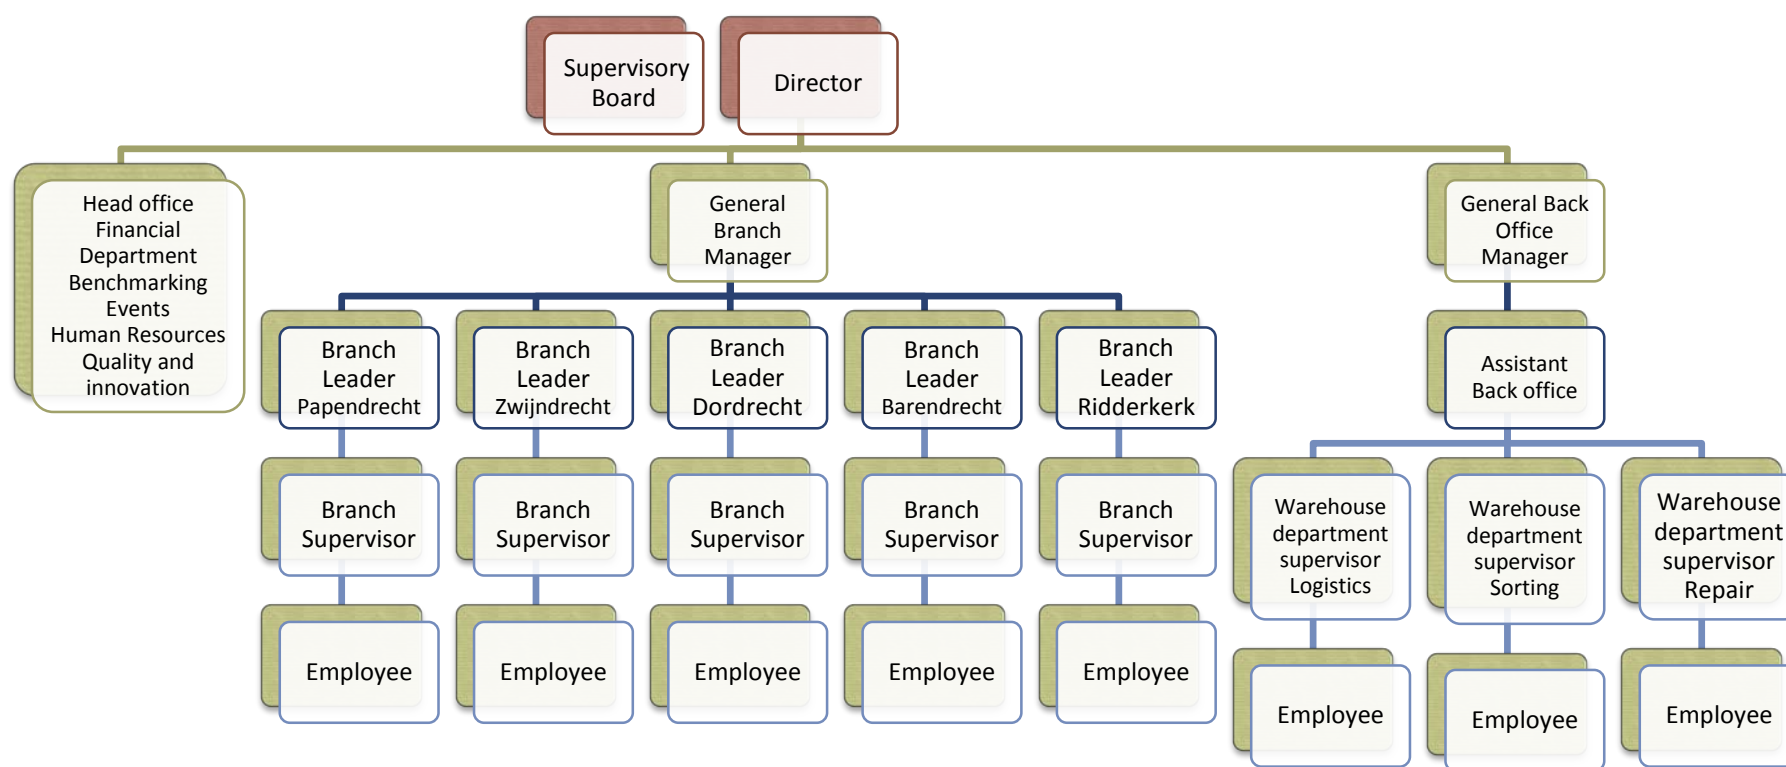 Supervisory
Board
Director
Head office
Financial
Department
Benchmarking
Events
Human Resources
Quality and
innovation
General
Branch
Manager
General Back
Office
Manager
Branch
Leader
Papendrecht
Branch
Leader
Zwijndrecht
Branch
Leader
Dordrecht
Branch
Leader
Barendrecht
Branch
Leader
Ridderkerk
Assistant
Back office
Branch
Supervisor
Branch
Supervisor
Branch
Supervisor
Branch
Supervisor
Branch
Supervisor
Warehouse
department
supervisor
Logistics
Warehouse
department
supervisor
Sorting
Warehouse
department
supervisor
Repair
Employee
Employee
Employee
Employee
Employee
Employee
Employee
Employee